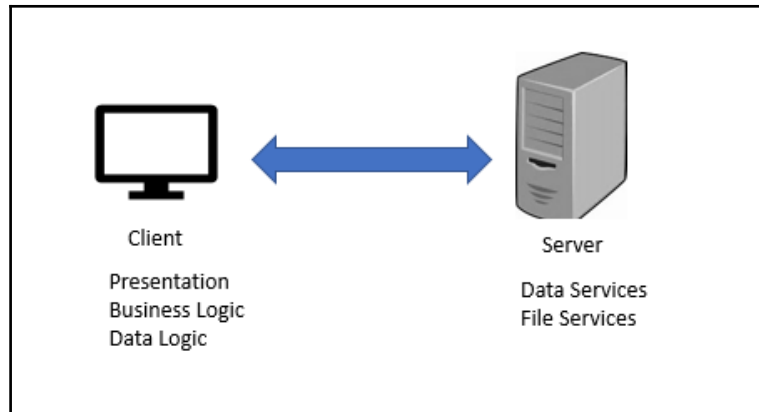 Client
Presentation
Business Logic
Data Logic
Server
Data Services
File Services